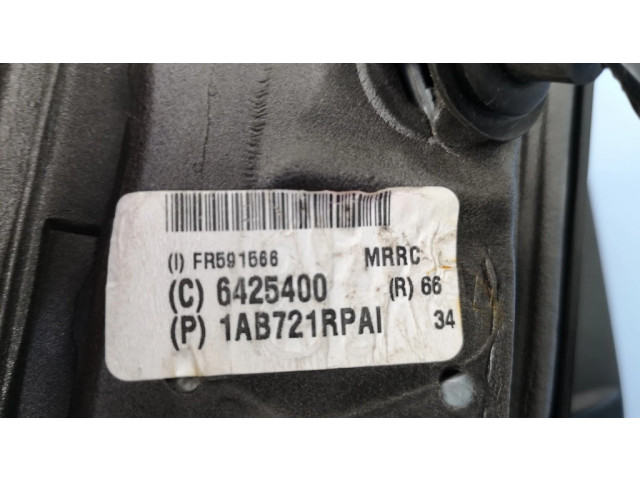 (I) FR591566 MRRC
(C) 6425400 (R) 66
(P) 1AB721RPAI 34